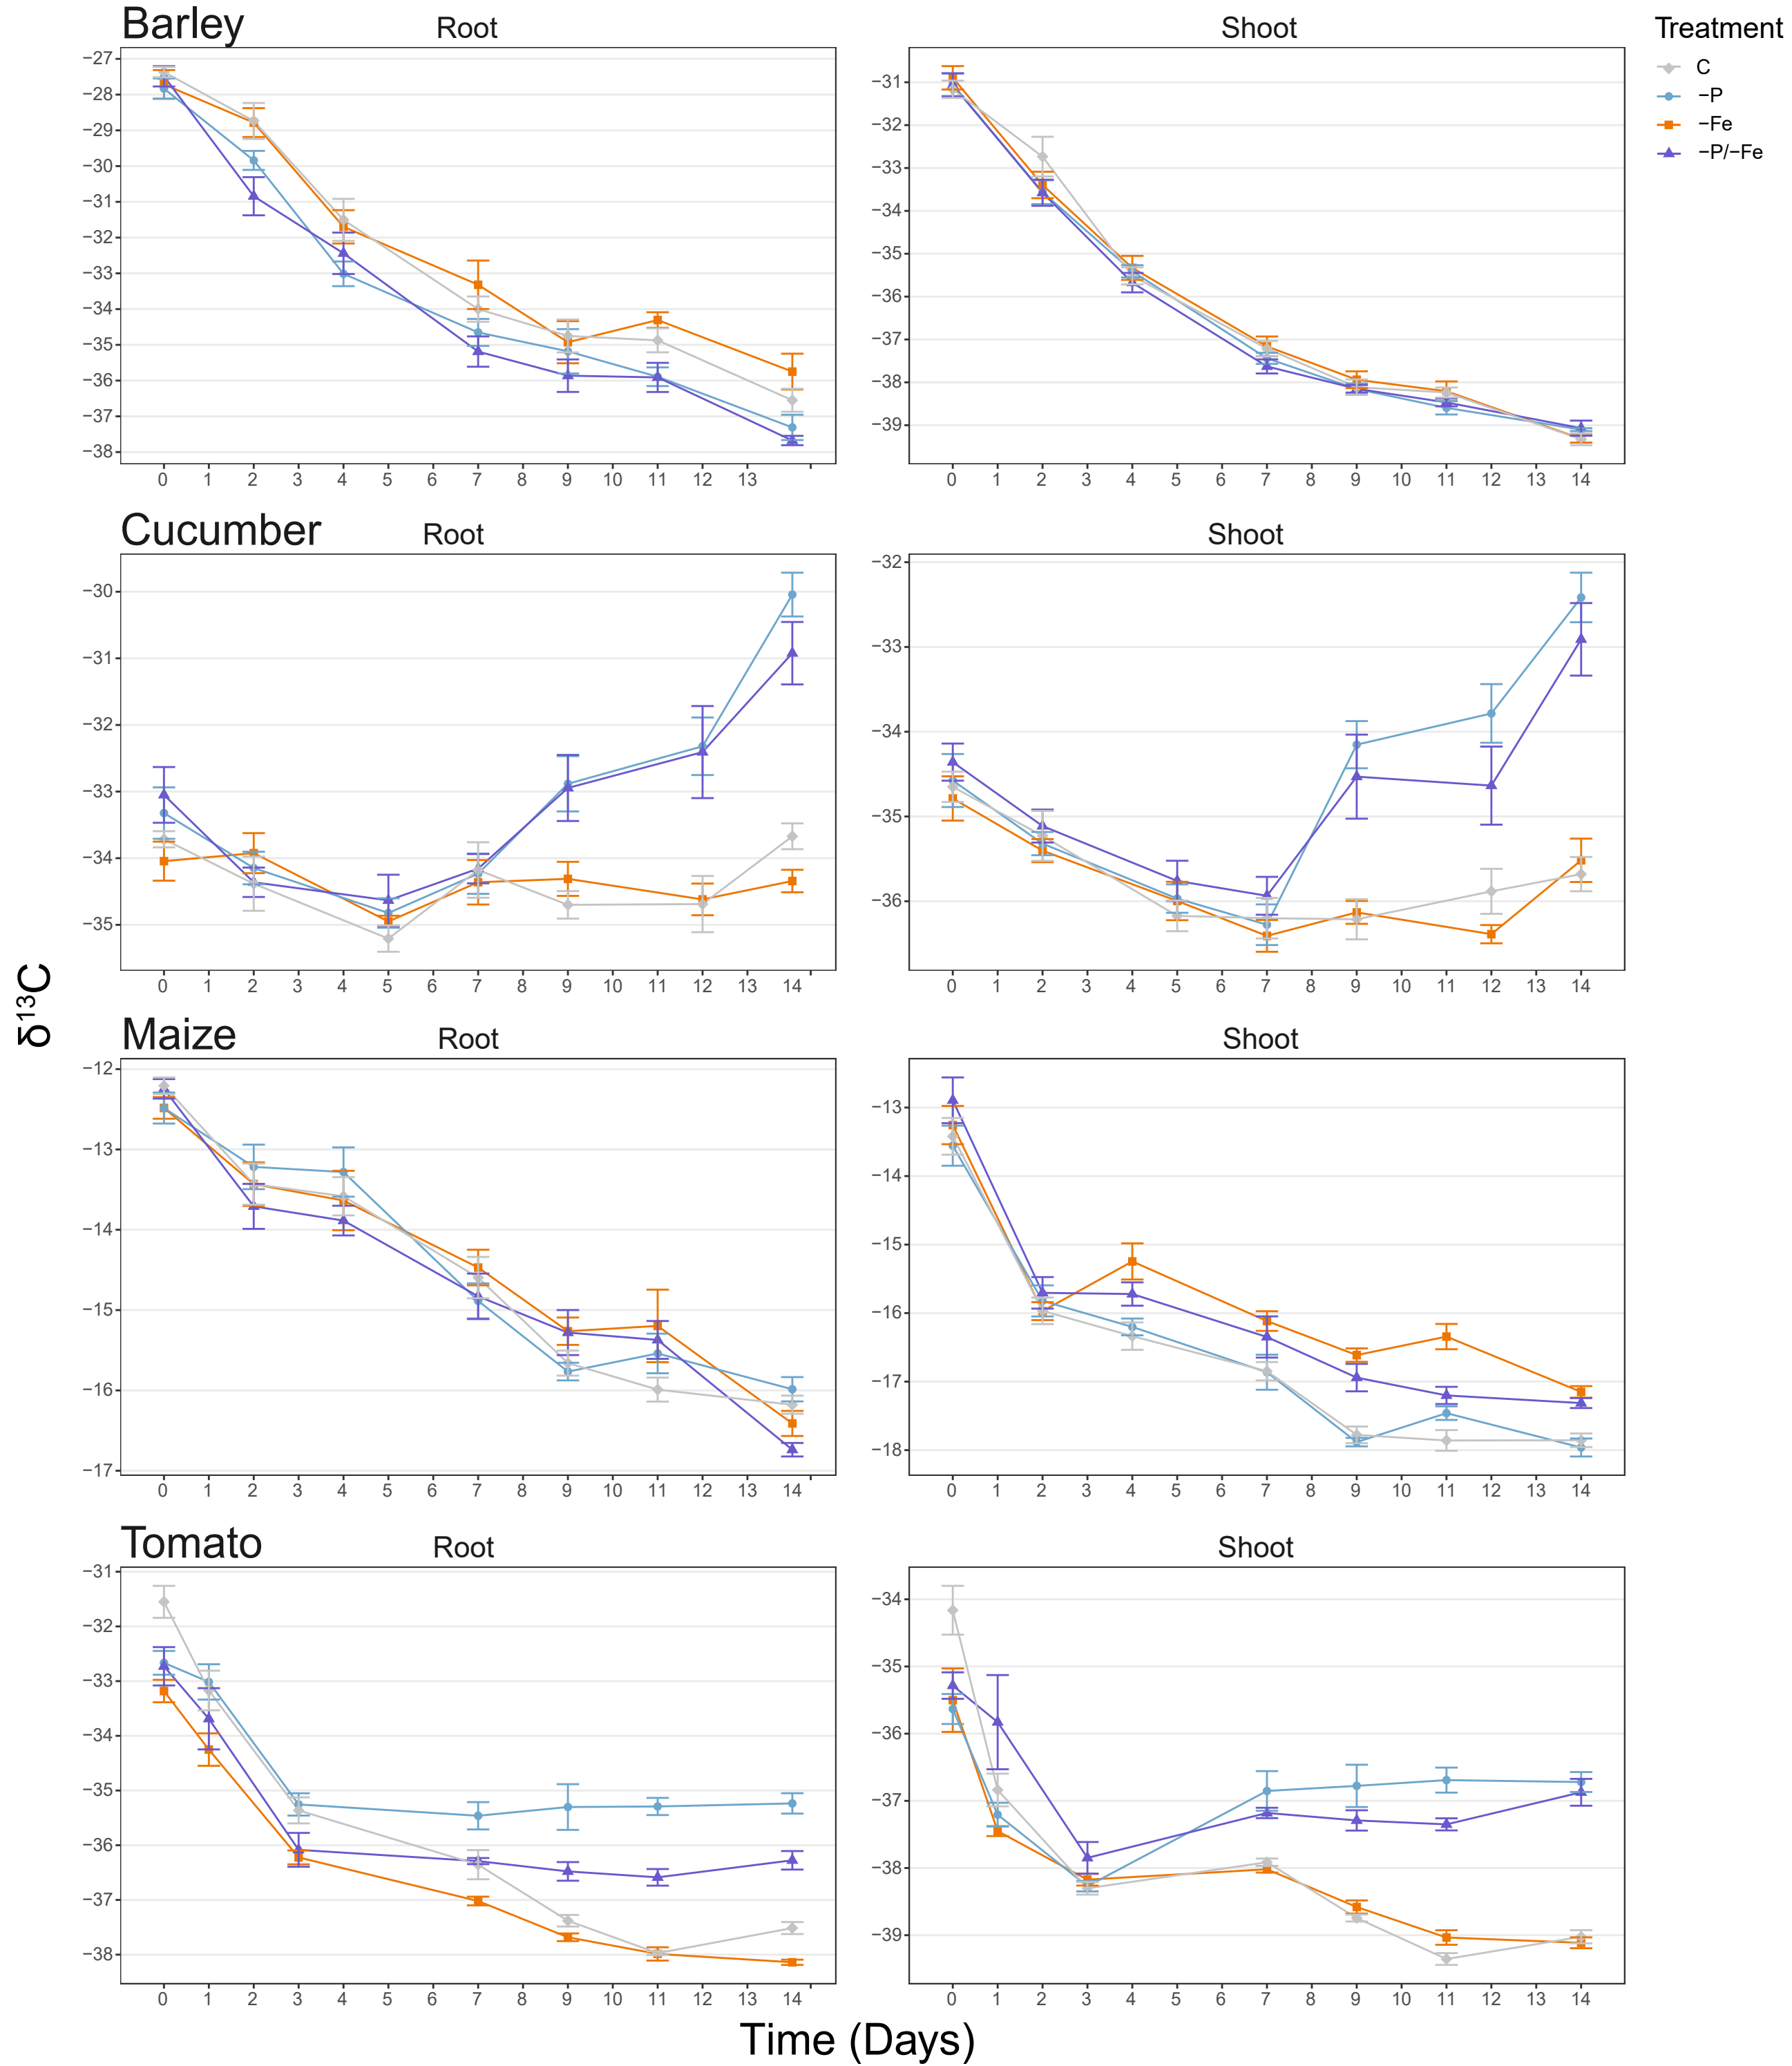 Barley
Root
Shoot
Treatment
C
−P
−Fe
−P/−Fe
−27
−28
−29
−30
−31
−32
−33
−34
−35
−36
−37
−38
0 1 2 3 4 5 6 7 8 9 10 11 12 13
−31
−32
−33
−34
−35
−36
−37
−38
−39
0 1 2 3 4 5 6 7 8 9 10 11 12 13 14
Cucumber
Root
Shoot
−30
−31
−32
−33
−34
−35
0 1 2 3 4 5 6 7 8 9 10 11 12 13 14
−32
−33
−34
−35
−36
0 1 2 3 4 5 6 7 8 9 10 11 12 13 14
δ13C
Maize
Root
Shoot
−12
−13
−14
−15
−16
−17
0 1 2 3 4 5 6 7 8 9 10 11 12 13 14
−13
−14
−15
−16
−17
−18
0 1 2 3 4 5 6 7 8 9 10 11 12 13 14
Tomato
Root
Shoot
−31
−32
−33
−34
−35
−36
−37
−38
0 1 2 3 4 5 6 7 8 9 10 11 12 13 14
−34
−35
−36
−37
−38
−39
0 1 2 3 4 5 6 7 8 9 10 11 12 13 14
Time (Days)